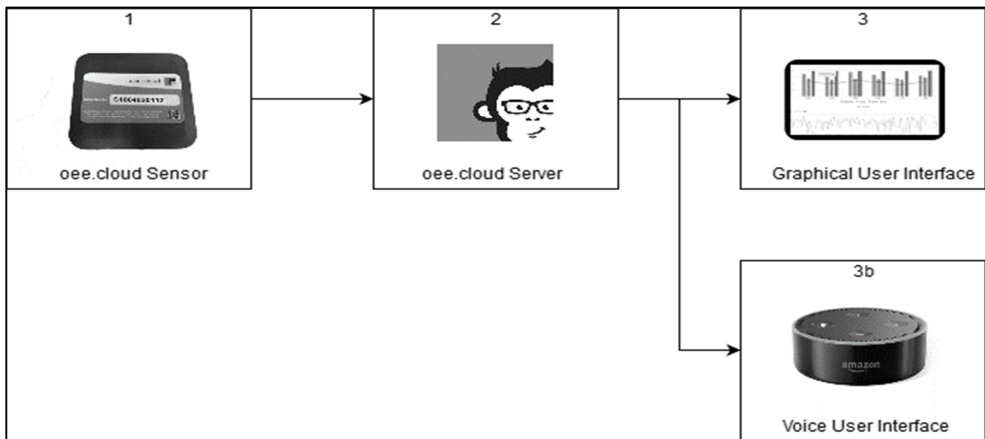 1
oee.cloud Sensor
2
oee.cloud Server
3
Graphical User Interface
3b
amazon
Voice User Interface